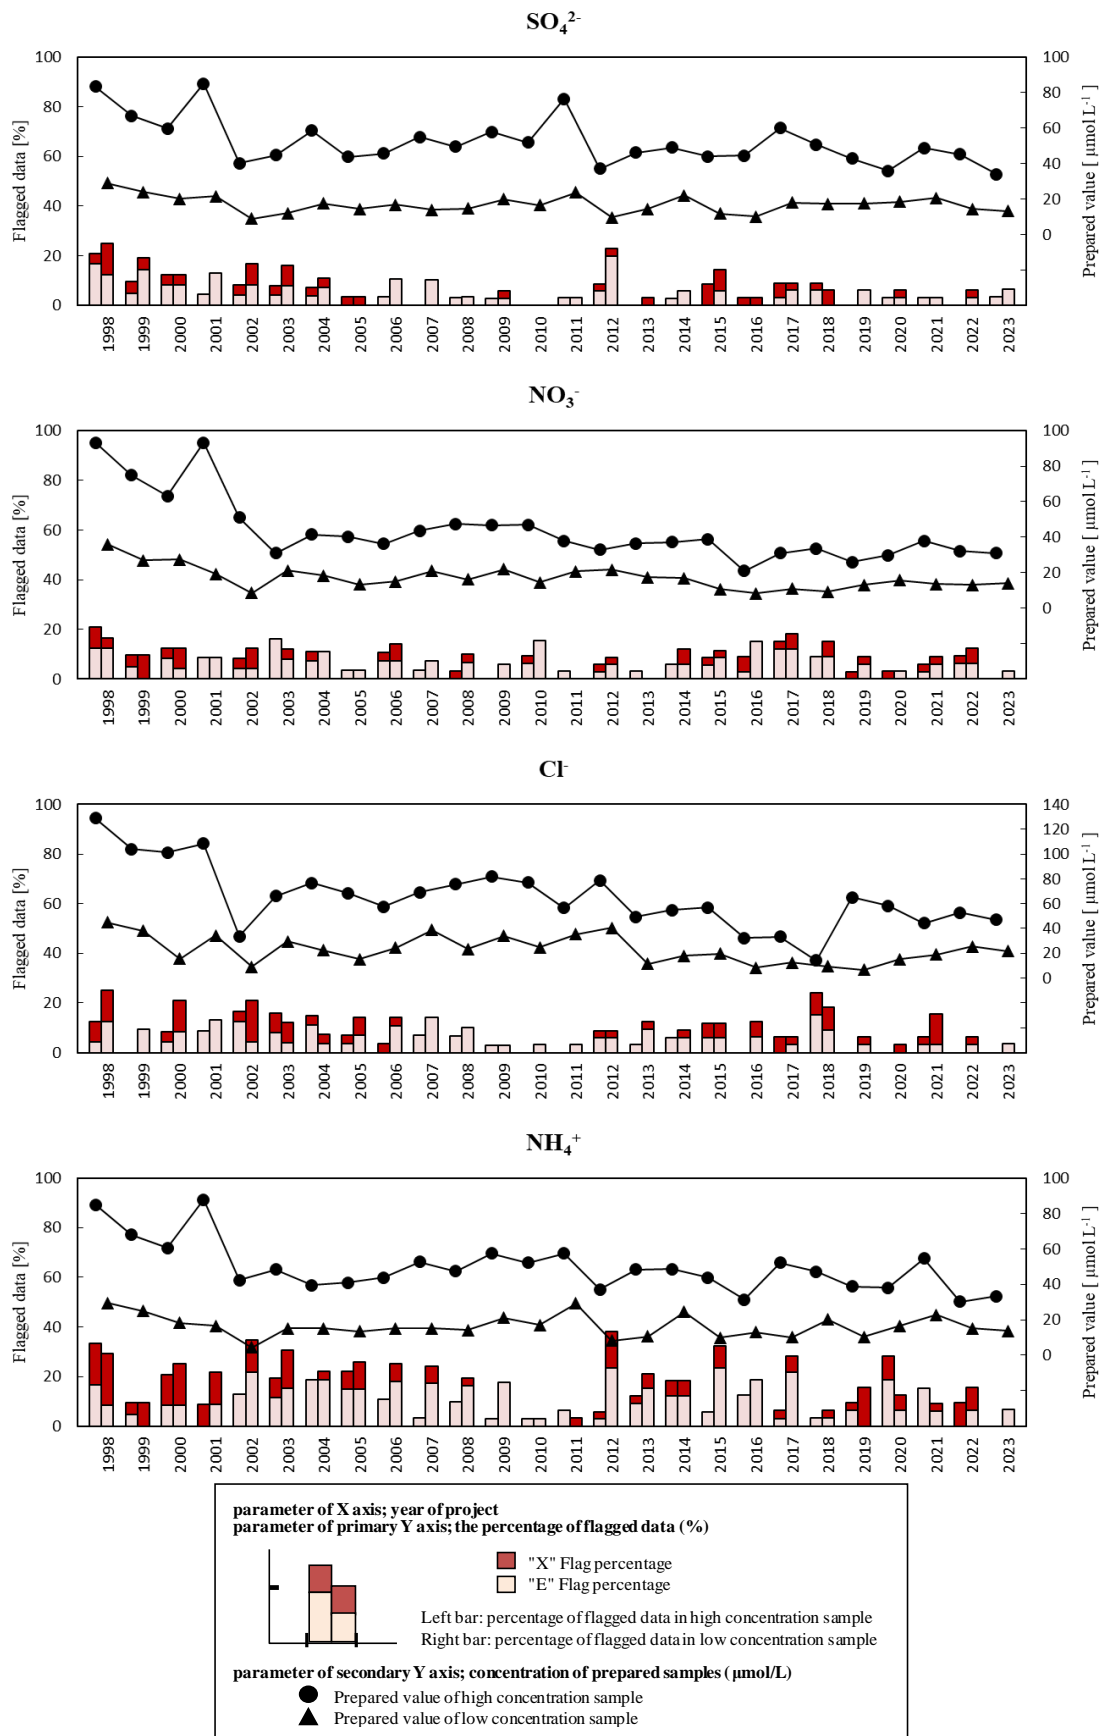 SO₄²⁻
Flagged data [%]
100
80
60
40
20
0
100
80
60
40
20
0
Prepared value [ μmol L⁻¹ ]
1998 1999 2000 2001 2002 2003 2004 2005 2006 2007 2008 2009 2010 2011 2012 2013 2014 2015 2016 2017 2018 2019 2020 2021 2022 2023
NO₃⁻
Flagged data [%]
100
80
60
40
20
0
100
80
60
40
20
0
Prepared value [ μmol L⁻¹ ]
1998 1999 2000 2001 2002 2003 2004 2005 2006 2007 2008 2009 2010 2011 2012 2013 2014 2015 2016 2017 2018 2019 2020 2021 2022 2023
Cl⁻
Flagged data [%]
100
80
60
40
20
0
140
120
100
80
60
40
20
0
Prepared value [ μmol L⁻¹ ]
1998 1999 2000 2001 2002 2003 2004 2005 2006 2007 2008 2009 2010 2011 2012 2013 2014 2015 2016 2017 2018 2019 2020 2021 2022 2023
NH₄⁺
Flagged data [%]
100
80
60
40
20
0
100
80
60
40
20
0
Prepared value [ μmol L⁻¹ ]
1998 1999 2000 2001 2002 2003 2004 2005 2006 2007 2008 2009 2010 2011 2012 2013 2014 2015 2016 2017 2018 2019 2020 2021 2022 2023
parameter of X axis; year of project
parameter of primary Y axis; the percentage of flagged data (%)
"X" Flag percentage
"E" Flag percentage
Left bar: percentage of flagged data in high concentration sample
Right bar: percentage of flagged data in low concentration sample
parameter of secondary Y axis; concentration of prepared samples (μmol/L)
Prepared value of high concentration sample
Prepared value of low concentration sample